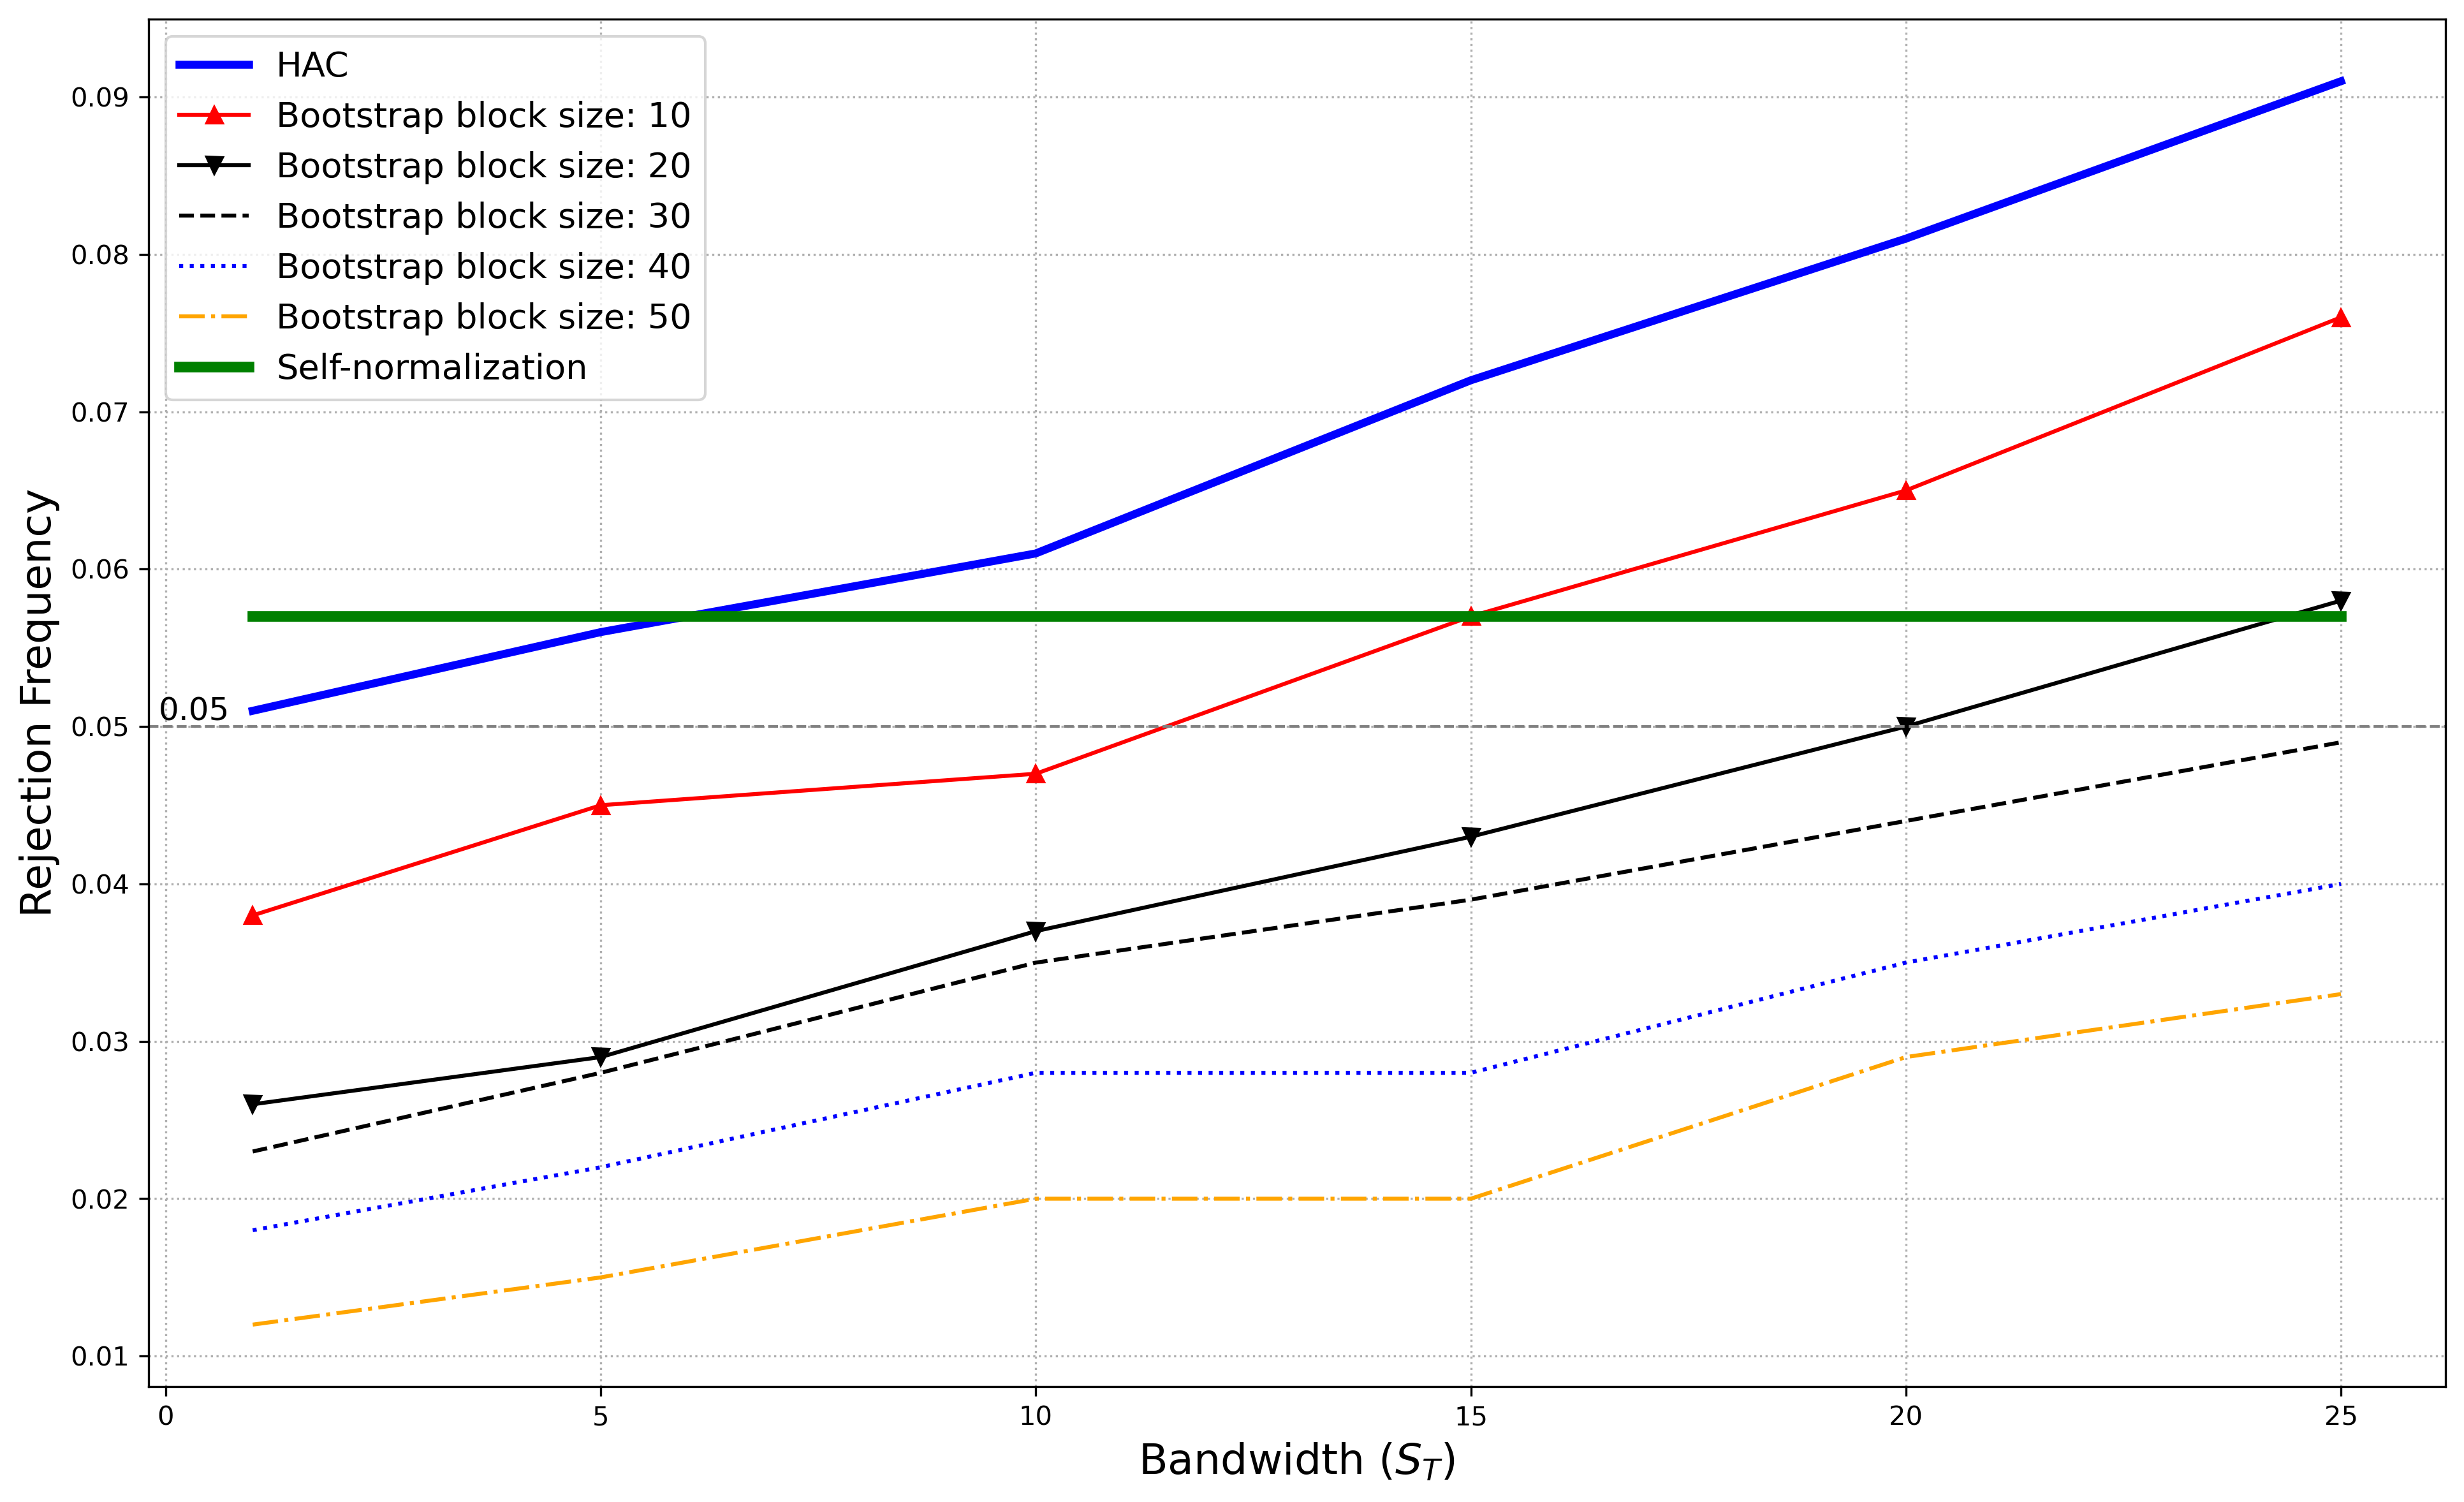 HAC
Bootstrap block size: 10
Bootstrap block size: 20
Bootstrap block size: 30
Bootstrap block size: 40
Bootstrap block size: 50
Self-normalization
Rejection Frequency
0.09
0.08
0.07
0.06
0.05
0.05
0.04
0.03
0.02
0.01
0 5 10 15 20 25
Bandwidth (S_T)